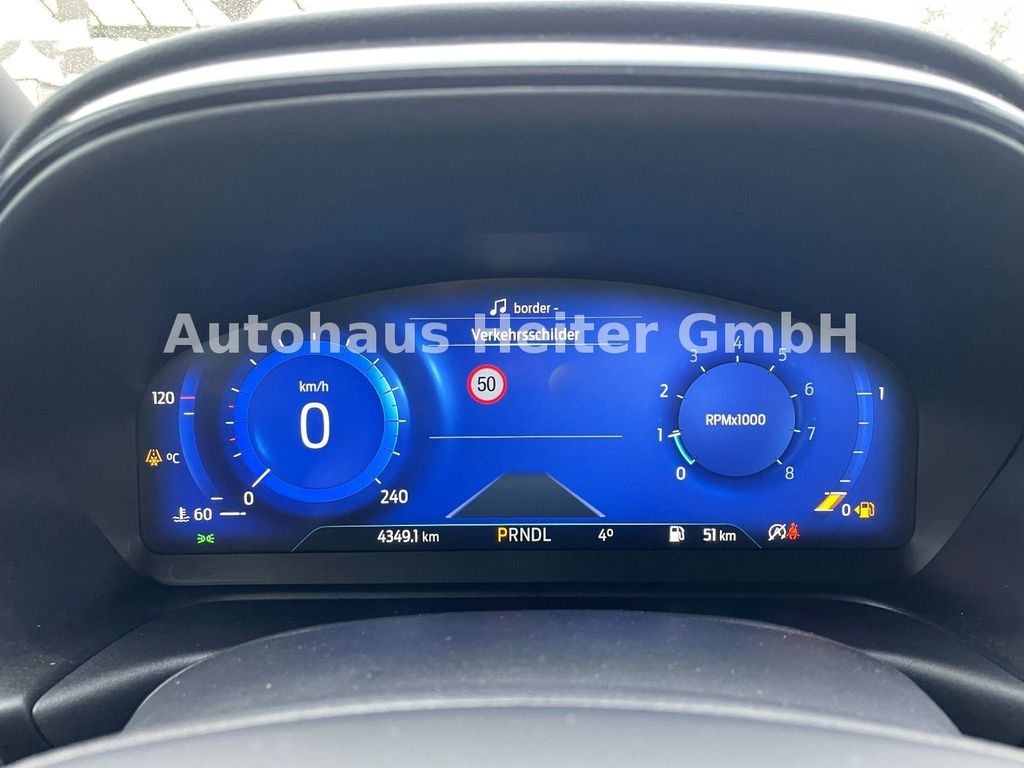 border -
Autohaus Heiter GmbH
Verkehrsschilder
50
120
°C
60
km/h
0
0
240
0
1
2
3
4
5
6
7
8
RPMx1000
1
0
4349.1 km
PRNDL
4°
51 km